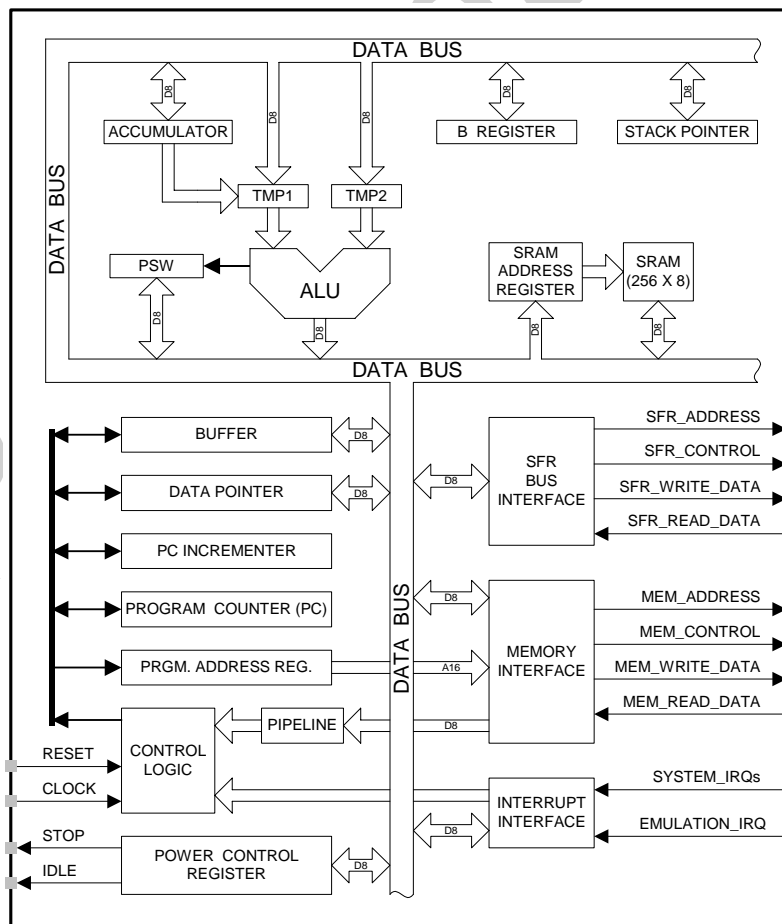 DATA BUS
D8
D8
D8
D8
D8
ACCUMULATOR
B REGISTER
STACK POINTER
DATA BUS
TMP1
TMP2
PSW
ALU
SRAM
ADDRESS
REGISTER
SRAM
(256 X 8)
D8
D8
D8
D8
DATA BUS
BUFFER
D8
DATA POINTER
D8
PC INCREMENTER
PROGRAM COUNTER (PC)
PRGM. ADDRESS REG.
A16
DATA BUS
D8
SFR
BUS
INTERFACE
SFR_ADDRESS
SFR_CONTROL
SFR_WRITE_DATA
SFR_READ_DATA
D8
MEMORY
INTERFACE
MEM_ADDRESS
MEM_CONTROL
MEM_WRITE_DATA
MEM_READ_DATA
CONTROL
LOGIC
PIPELINE
D8
RESET
CLOCK
INTERRUPT
INTERFACE
D8
SYSTEM_IRQs
EMULATION_IRQ
STOP
IDLE
POWER CONTROL
REGISTER
D8